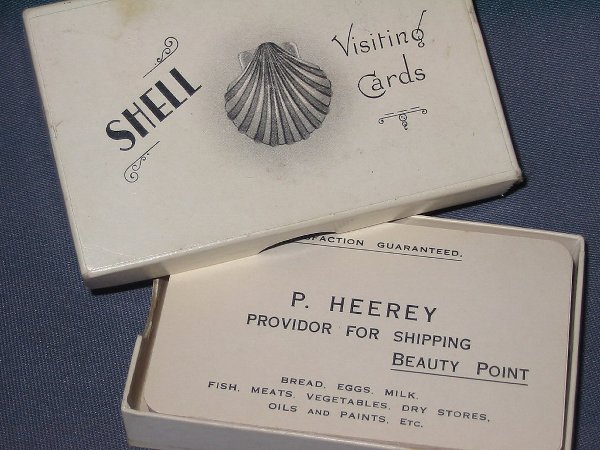 SHELL
Visiting
Cards
FACTION GUARANTEED.
P. HEEREY
PROVIDOR FOR SHIPPING
BEAUTY POINT
BREAD, EGGS, MILK,
FISH, MEATS, VEGETABLES, DRY STORES,
OILS AND PAINTS, ETC.